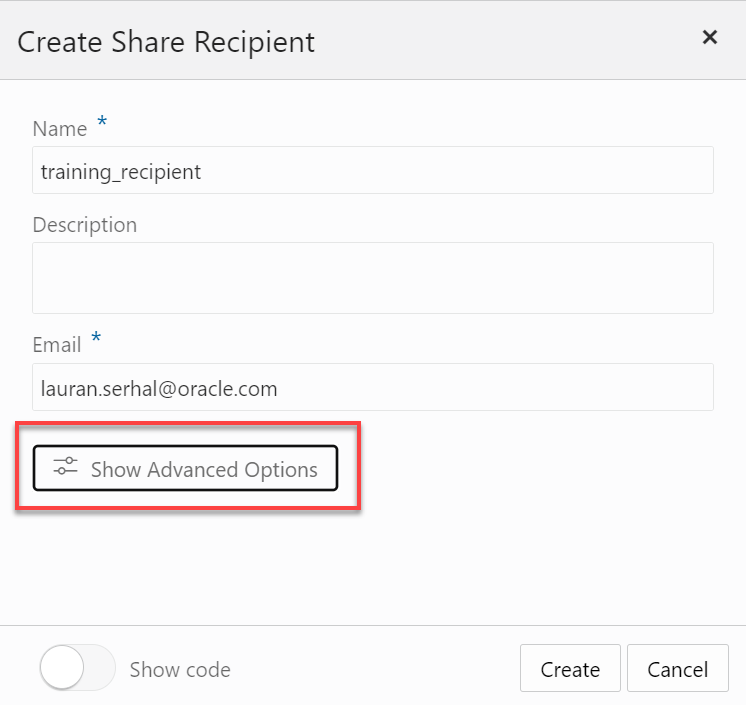 Create Share Recipient
Name *
training_recipient
Description
Email *
lauran.serhal@oracle.com
Show Advanced Options
Show code
Create
Cancel